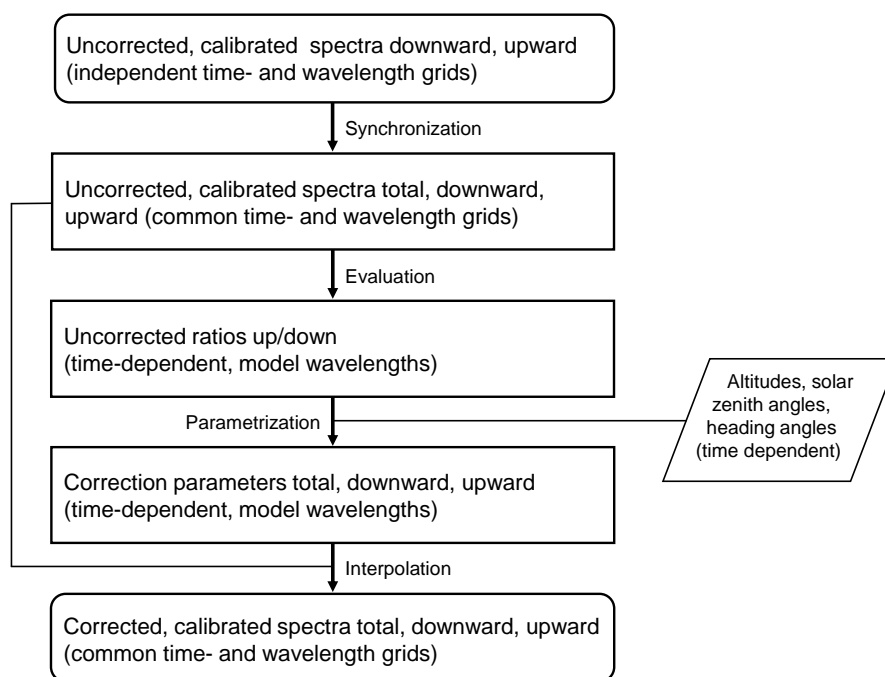 Uncorrected, calibrated spectra downward, upward
(independent time- and wavelength grids)
Synchronization
Uncorrected, calibrated spectra total, downward,
upward (common time- and wavelength grids)
Evaluation
Uncorrected ratios up/down
(time-dependent, model wavelengths)
Parametrization
Altitudes, solar
zenith angles,
heading angles
(time dependent)
Correction parameters total, downward, upward
(time-dependent, model wavelengths)
Interpolation
Corrected, calibrated spectra total, downward, upward
(common time- and wavelength grids)